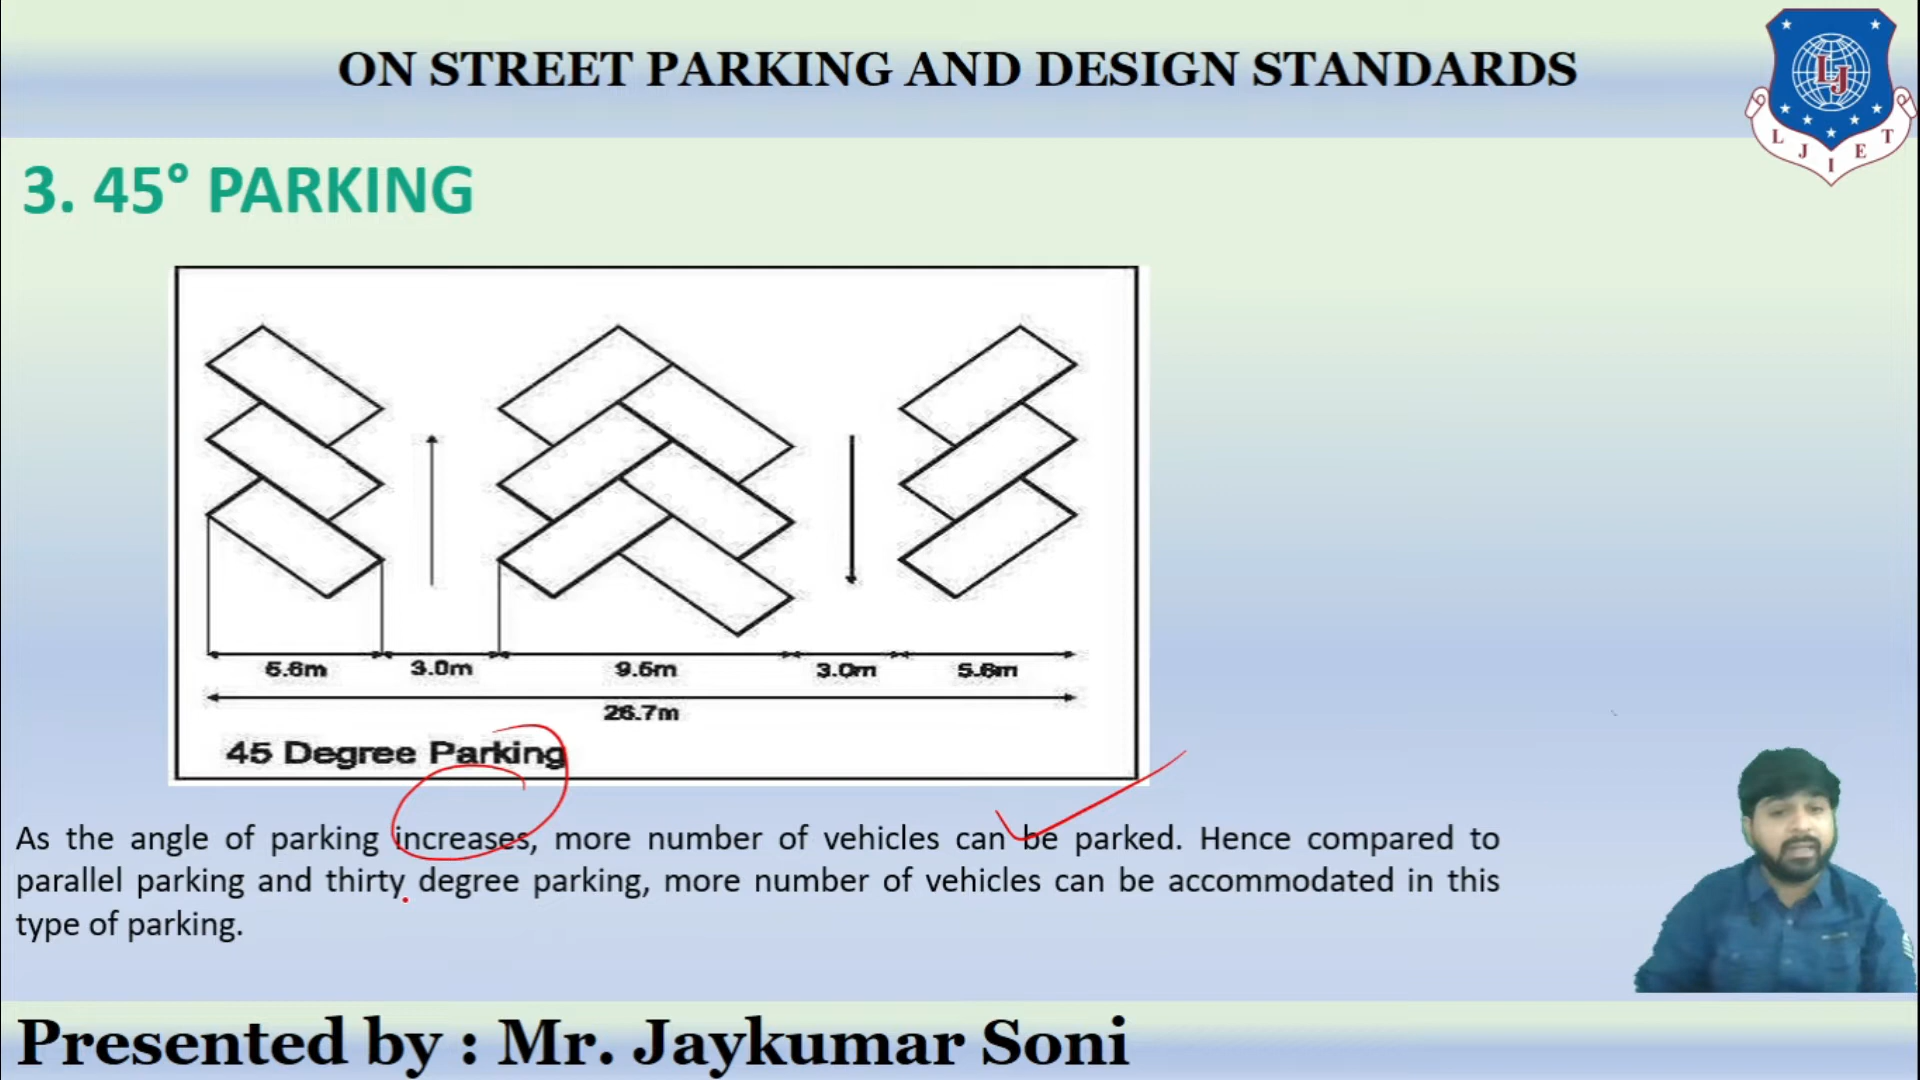 ON STREET PARKING AND DESIGN STANDARDS
LJ
L J I E T
3. 45° PARKING
5.6m 3.0m 9.5m 3.0m 5.6m
26.7m
45 Degree Parking
As the angle of parking increases, more number of vehicles can be parked. Hence compared to
parallel parking and thirty degree parking, more number of vehicles can be accommodated in this
type of parking.
Presented by : Mr. Jaykumar Soni